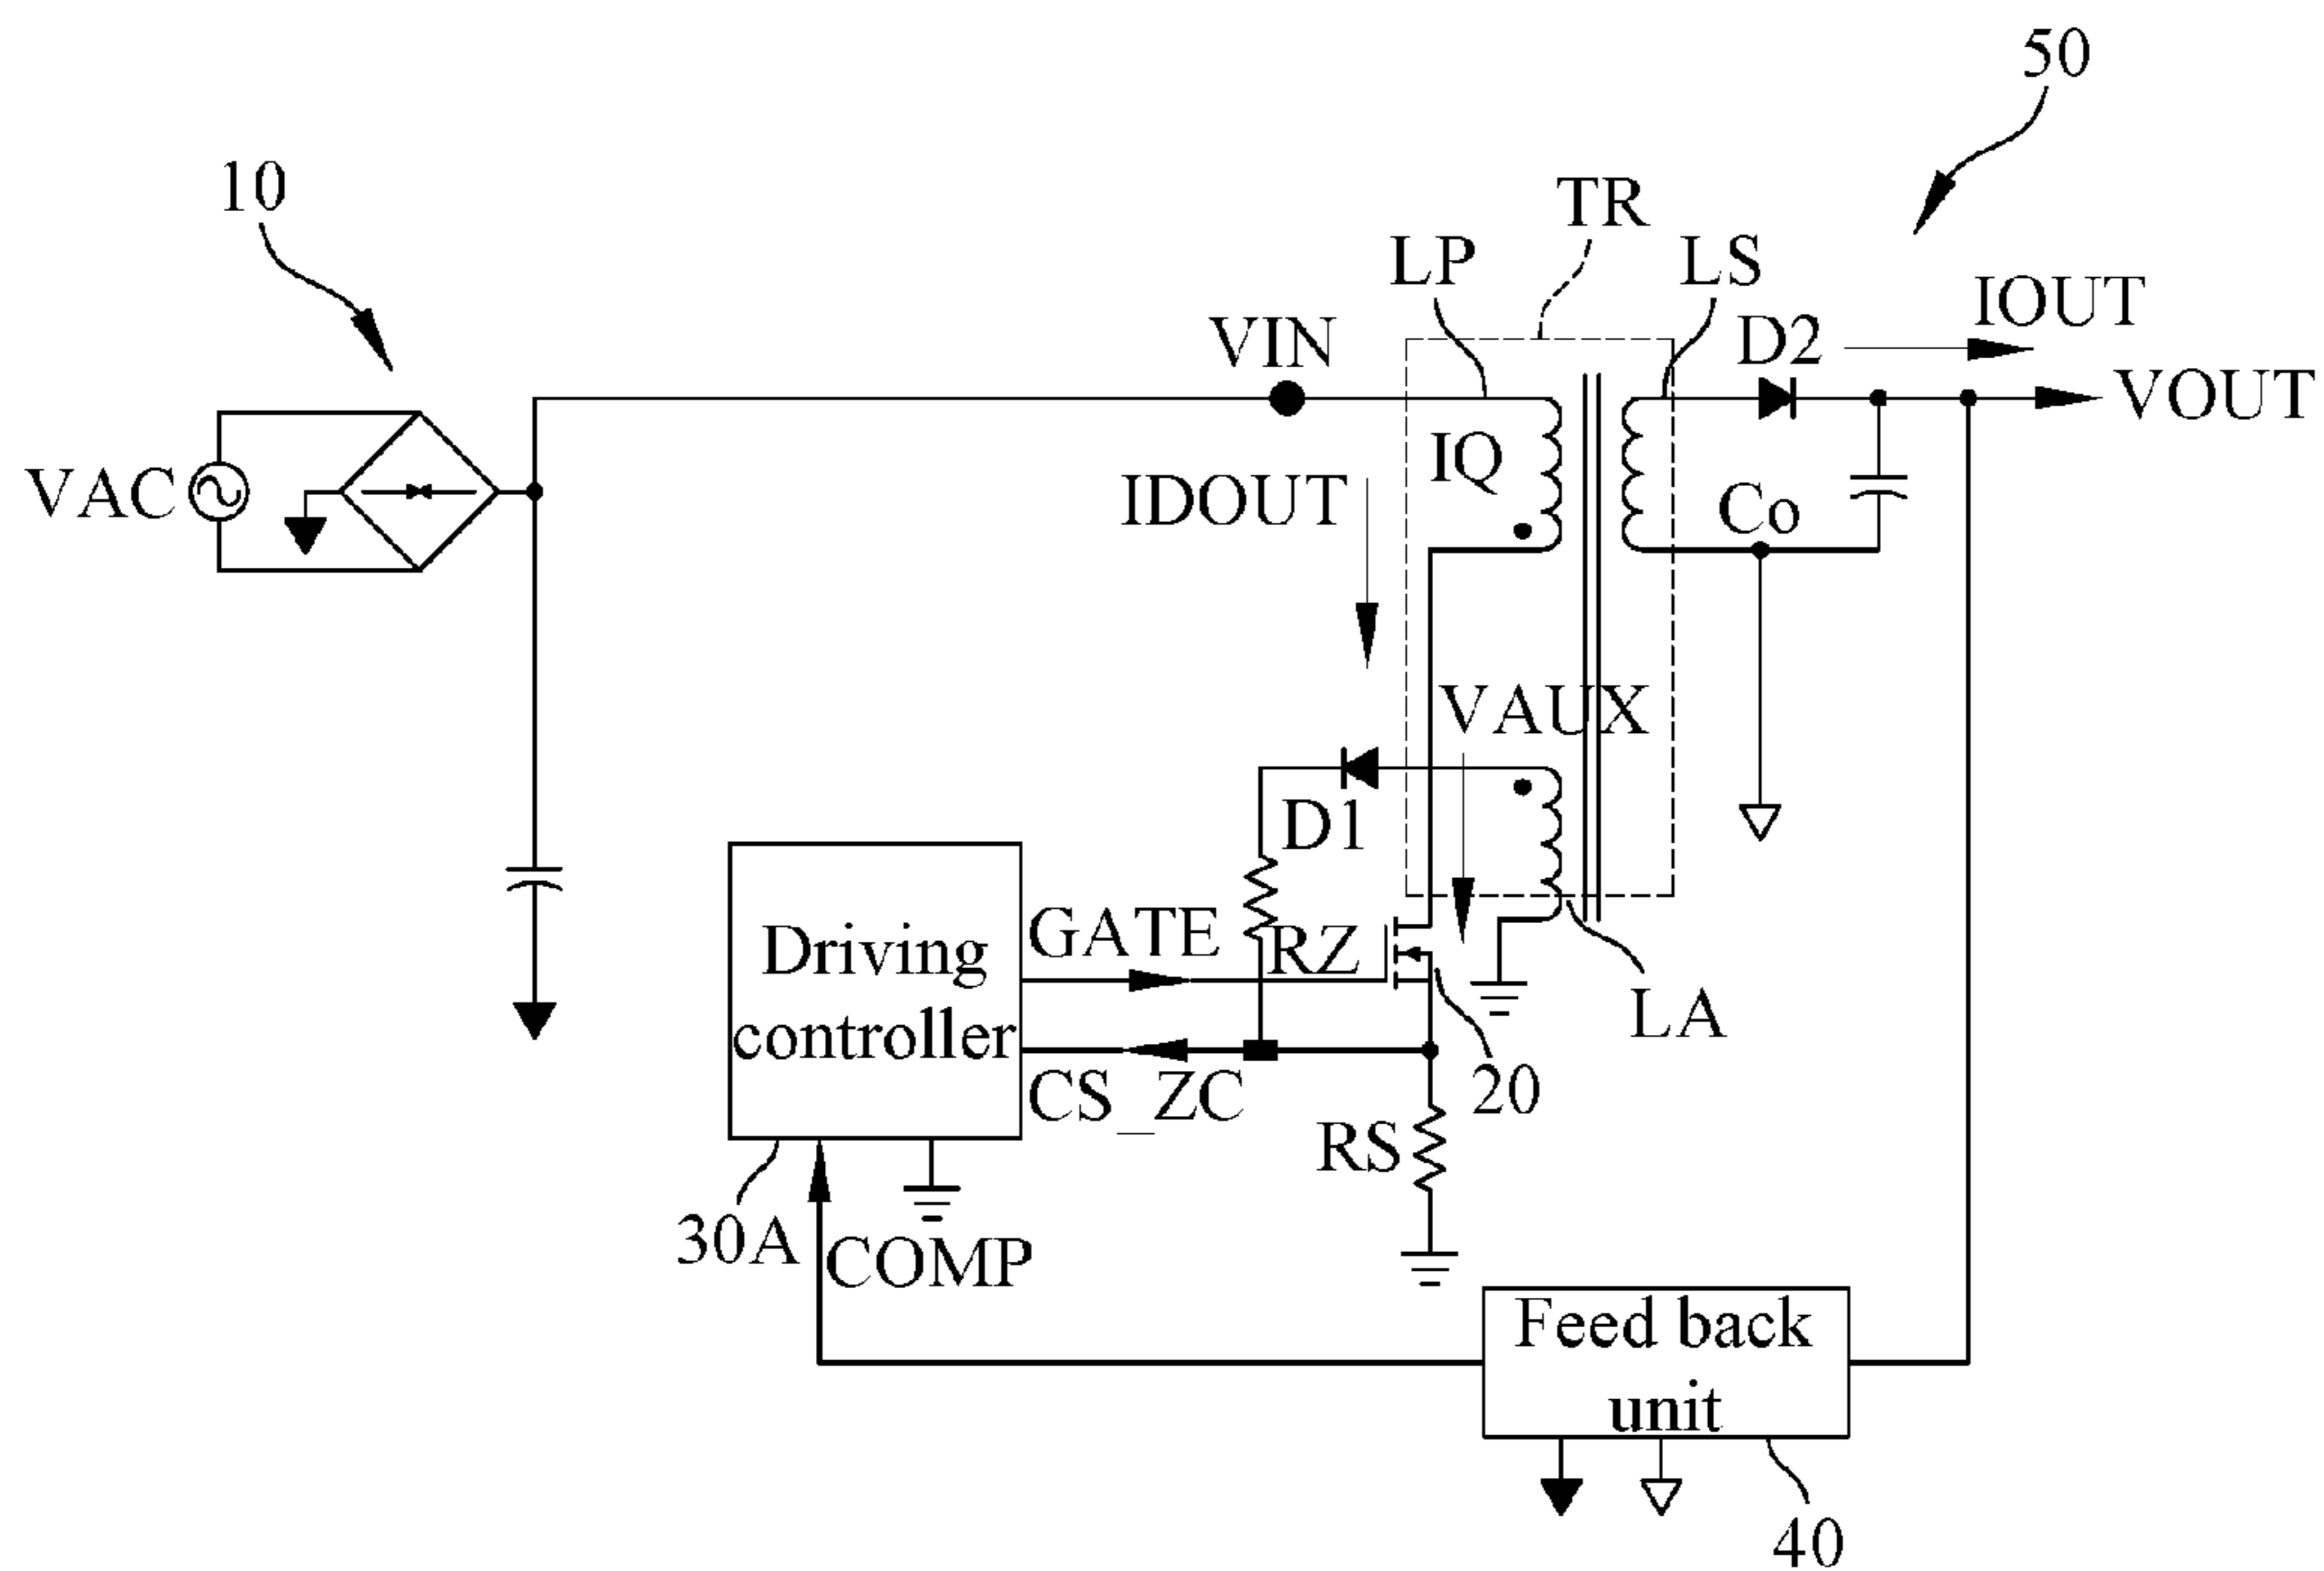 50
10
TR
LP
LS
IOUT
VIN
D2
VOUT
IQ
VAC
IDOUT
Co
VAUX
D1
GATE
RZ
Driving
controller
LA
CS_ZC
20
RS
30A
COMP
Feed back
unit
40